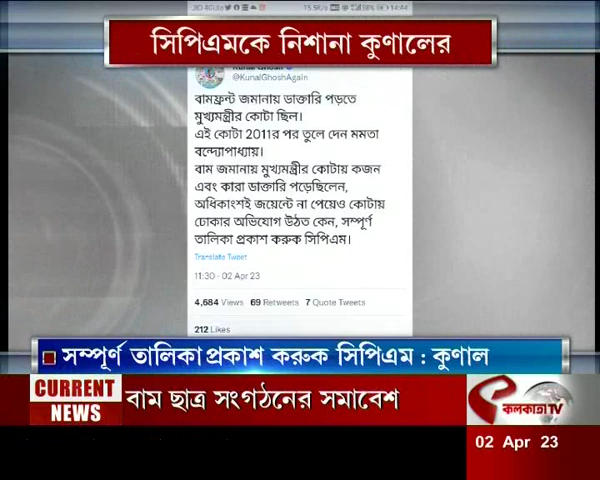 সিপিএমকে নিশানা কুণালের
@KunalGhoshAgain
বামফ্রন্ট জমানায় ডাক্তারি পড়তে
মুখ্যমন্ত্রীর কোটা ছিল।
এই কোটা 2011র পর তুলে দেন মমতা
বন্দ্যোপাধ্যায়।
বাম জমানায় মুখ্যমন্ত্রীর কোটায় কজন
এবং কারা ডাক্তারি পড়েছিলেন,
অধিকাংশই জয়েন্টে না পেয়েও কোটায়
ঢোকার অভিযোগ উঠত কেন, সম্পূর্ণ
তালিকা প্রকাশ করুক সিপিএম।
Translate Tweet
11:30 - 02 Apr 23
4,684 Views 69 Retweets 7 Quote Tweets
212 Likes
সম্পূর্ণ তালিকা প্রকাশ করুক সিপিএম : কুণাল
CURRENT
NEWS
বাম ছাত্র সংগঠনের সমাবেশ
কলকাতা TV
02 Apr 23